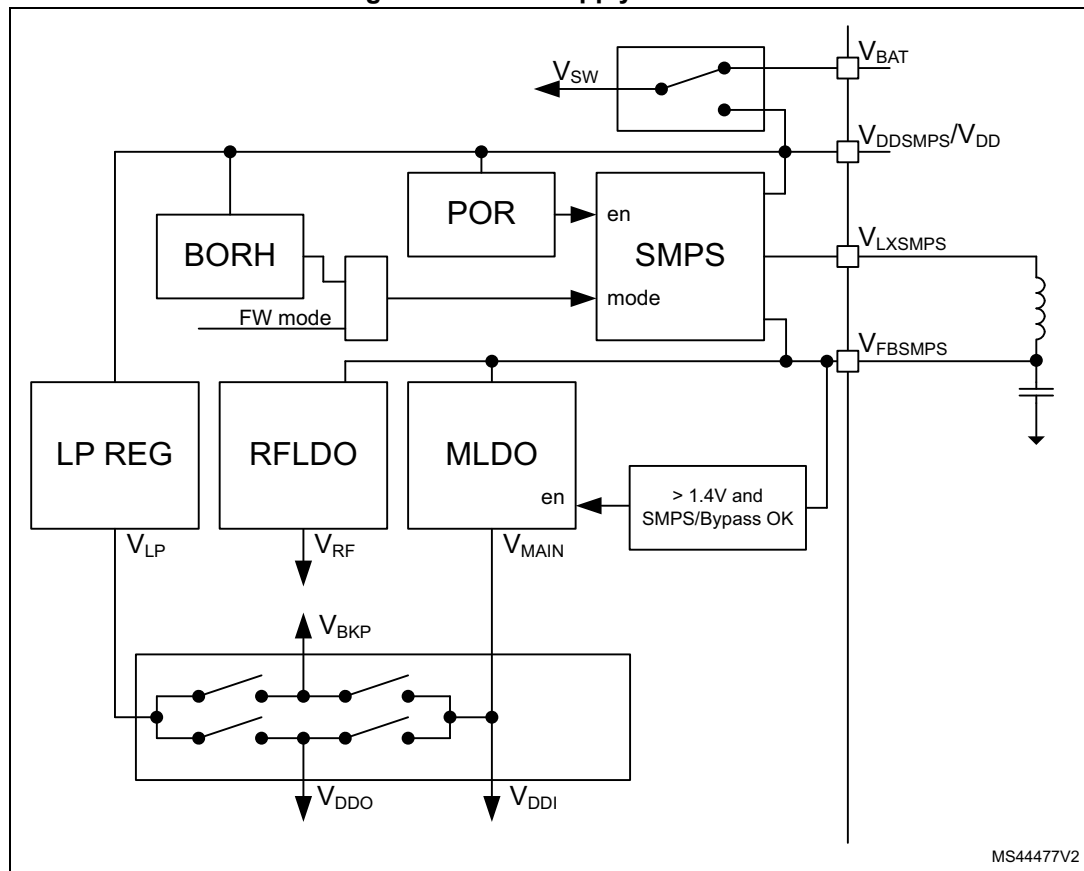 VBAT
VSW
VDDSMPS/VDD
POR
en
SMPS
mode
VLXSMPS
BORH
FW mode
VFBSMPS
LP REG
RFLDO
MLDO
en
> 1.4V and
SMPS/Bypass OK
VLP
VRF
VMAIN
VBKP
VDDO
VDDI
MS44477V2